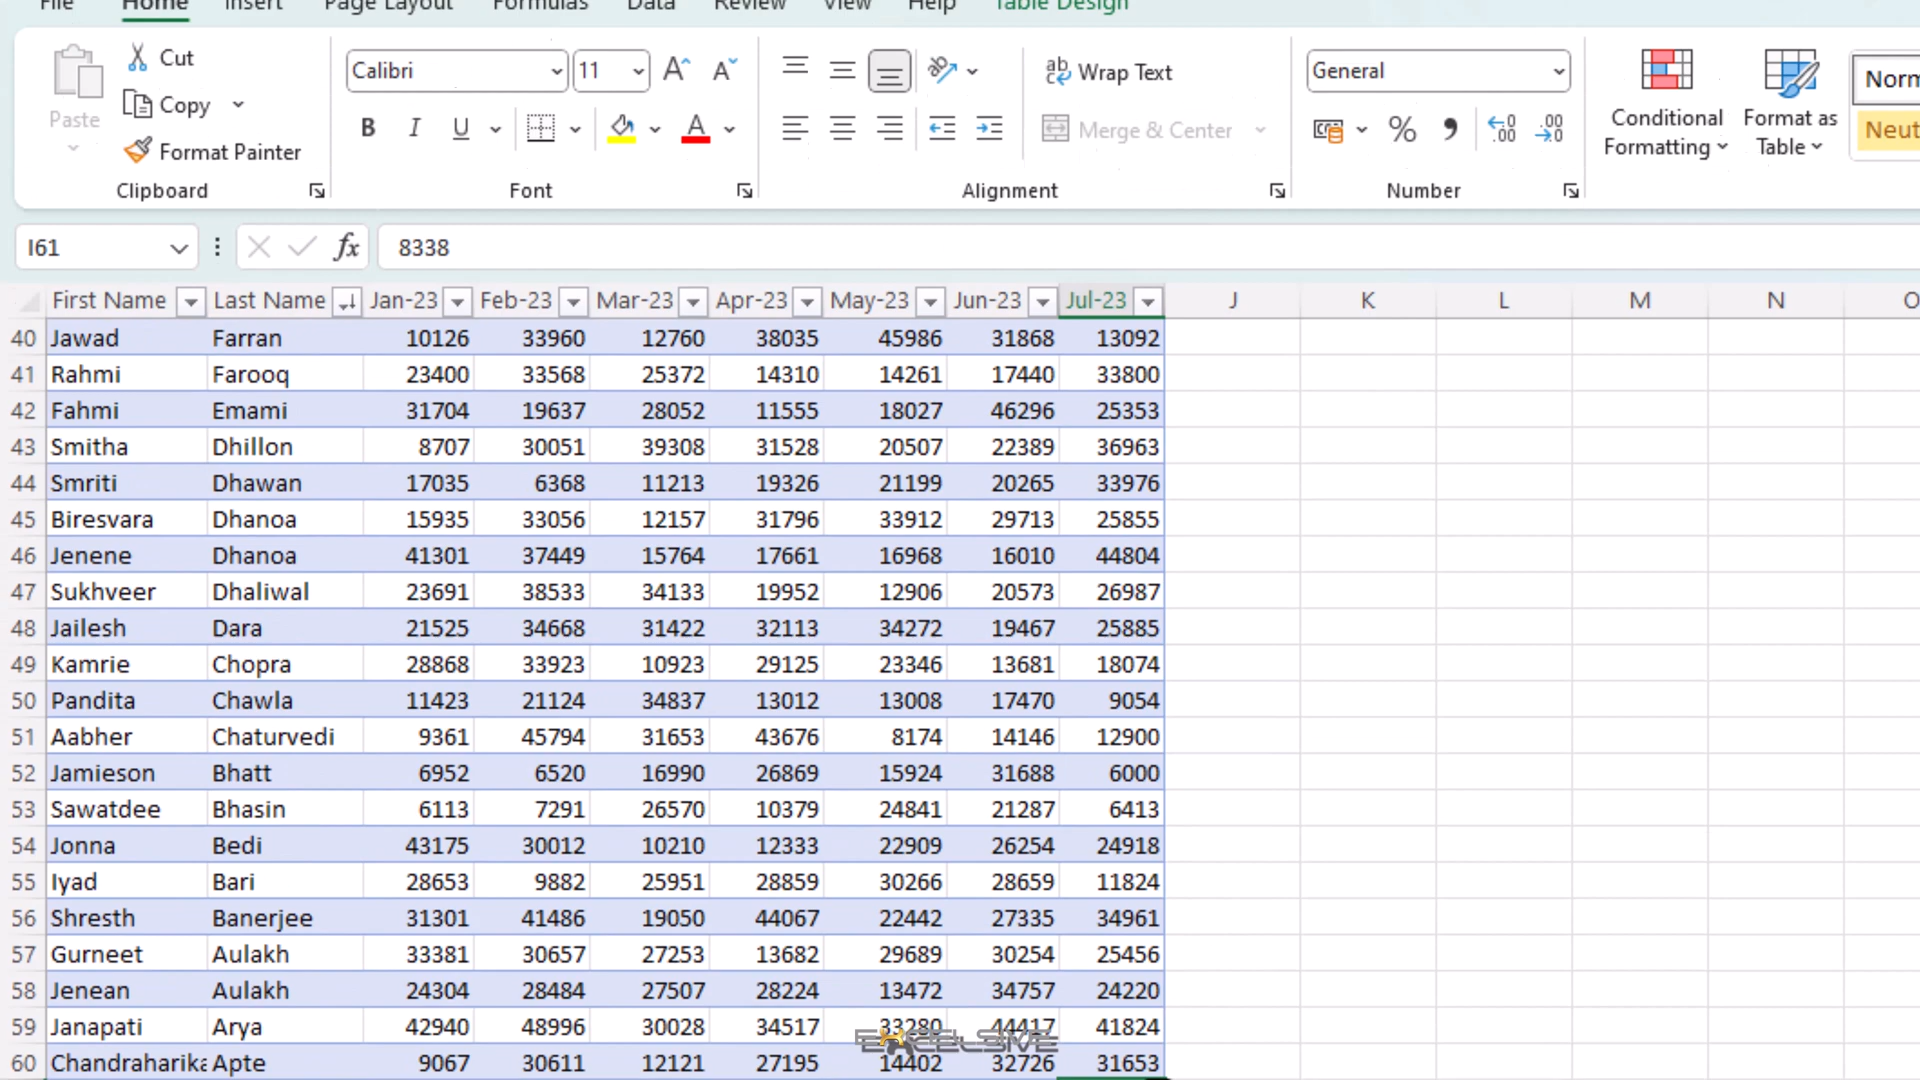 File Home Insert Page Layout Formulas Data Review View Help Table Design
Paste Cut Copy Format Painter Clipboard
Calibri 11 B I U Font
ab Wrap Text Merge & Center Alignment
General % Number
Conditional Formatting Format as Table
Norm
Neut
I61 fx 8338
First Name Last Name Jan-23 Feb-23 Mar-23 Apr-23 May-23 Jun-23 Jul-23 J K L M N O
40 Jawad Farran 10126 33960 12760 38035 45986 31868 13092
41 Rahmi Farooq 23400 33568 25372 14310 14261 17440 33800
42 Fahmi Emami 31704 19637 28052 11555 18027 46296 25353
43 Smitha Dhillon 8707 30051 39308 31528 20507 22389 36963
44 Smriti Dhawan 17035 6368 11213 19326 21199 20265 33976
45 Biresvara Dhanoa 15935 33056 12157 31796 33912 29713 25855
46 Jenene Dhanoa 41301 37449 15764 17661 16968 16010 44804
47 Sukhveer Dhaliwal 23691 38533 34133 19952 12906 20573 26987
48 Jailesh Dara 21525 34668 31422 32113 34272 19467 25885
49 Kamrie Chopra 28868 33923 10923 29125 23346 13681 18074
50 Pandita Chawla 11423 21124 34837 13012 13008 17470 9054
51 Aabher Chaturvedi 9361 45794 31653 43676 8174 14146 12900
52 Jamieson Bhatt 6952 6520 16990 26869 15924 31688 6000
53 Sawatdee Bhasin 6113 7291 26570 10379 24841 21287 6413
54 Jonna Bedi 43175 30012 10210 12333 22909 26254 24918
55 Iyad Bari 28653 9882 25951 28859 30266 28659 11824
56 Shresth Banerjee 31301 41486 19050 44067 22442 27335 34961
57 Gurneet Aulakh 33381 30657 27253 13682 29689 30254 25456
58 Jenean Aulakh 24304 28484 27507 28224 13472 34757 24220
59 Janapati Arya 42940 48996 30028 34517 33280 44417 41824
60 Chandraharika Apte 9067 30611 12121 27195 14402 32726 31653